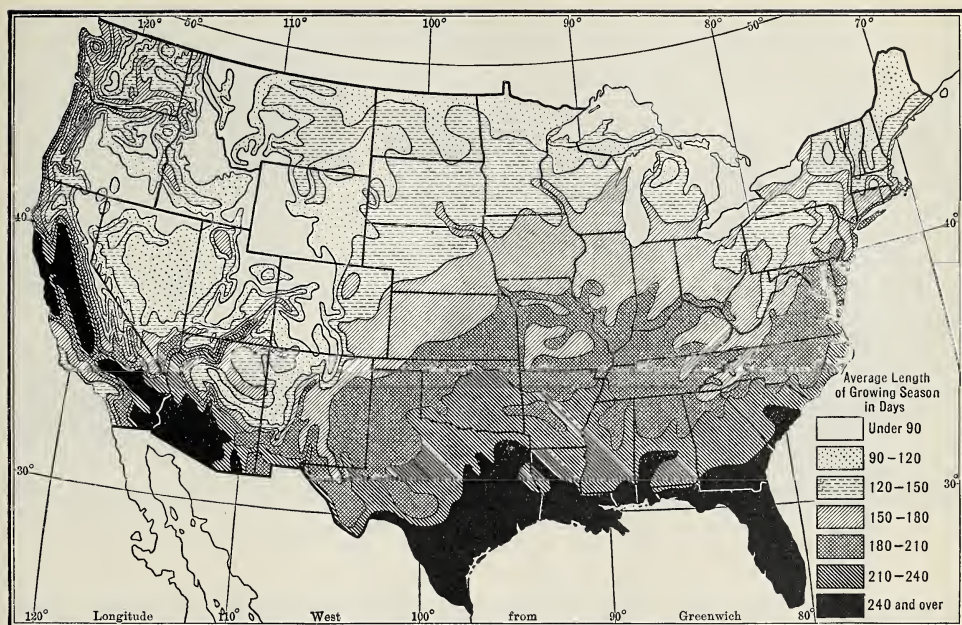 120° 50° 110° 100° 90° 80° 50° 70°
40° 40°
Average Length
of Growing Season
in Days
Under 90
90-120
120-150
150-180
180-210
210-240
240 and over
30° 30°
120° Longitude 110° West 100° from 90° Greenwich 80°